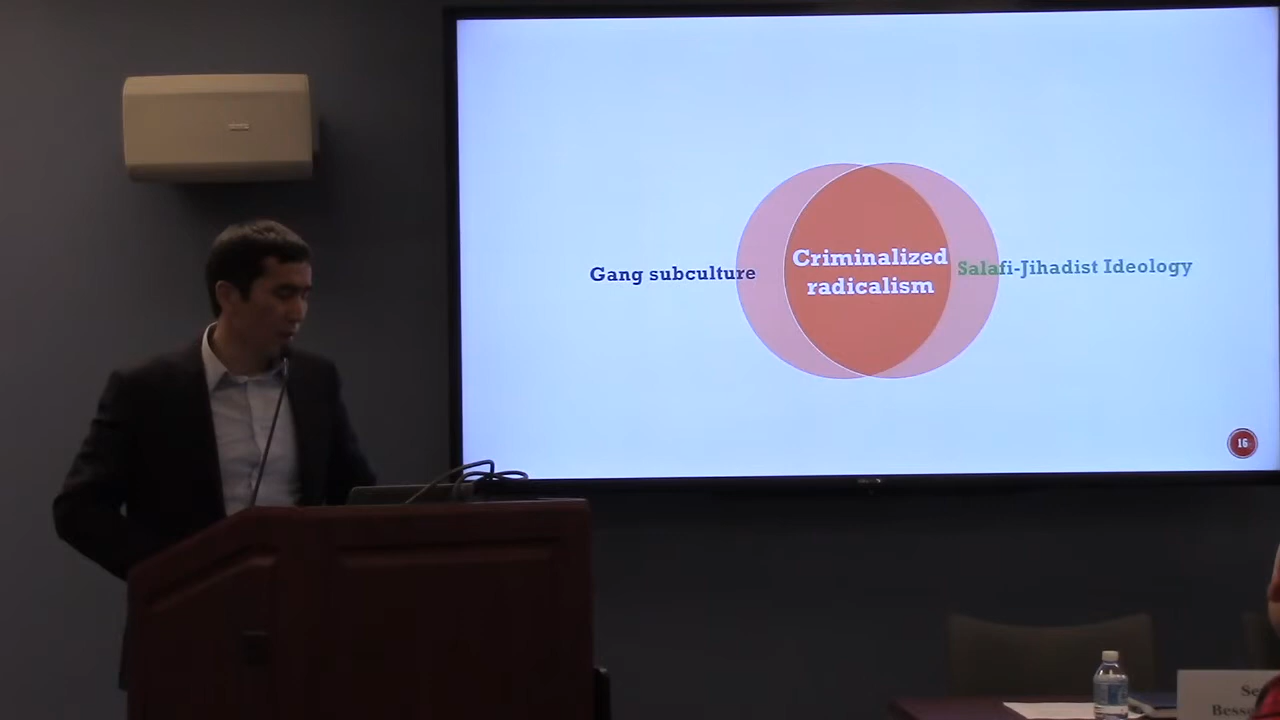 Gang subculture
Criminalized
radicalism
Salafi-Jihadist Ideology
16